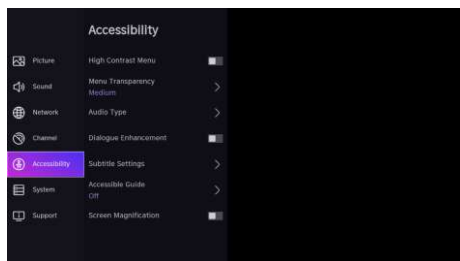 Accessibility
Picture
Sound
Network
Channel
Accessibility
System
Support
High Contrast Menu
Menu Transparency
Medium
Audio Type
Dialogue Enhancement
Subtitle Settings
Accessible Guide
Off
Screen Magnification